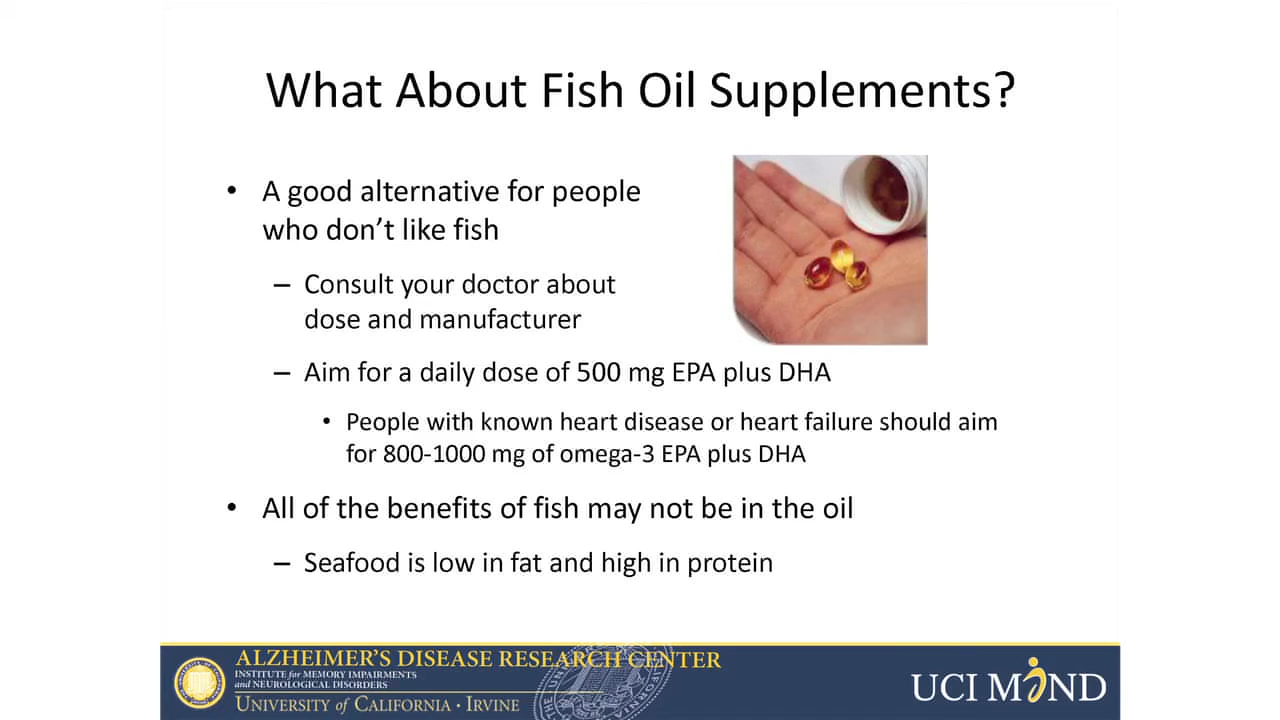 What About Fish Oil Supplements?
• A good alternative for people
who don’t like fish
– Consult your doctor about
dose and manufacturer
– Aim for a daily dose of 500 mg EPA plus DHA
• People with known heart disease or heart failure should aim
for 800-1000 mg of omega-3 EPA plus DHA
• All of the benefits of fish may not be in the oil
– Seafood is low in fat and high in protein
ALZHEIMER’S DISEASE RESEARCH CENTER
INSTITUTE for MEMORY IMPAIRMENTS
and NEUROLOGICAL DISORDERS
UNIVERSITY of CALIFORNIA • IRVINE
UCI MIND